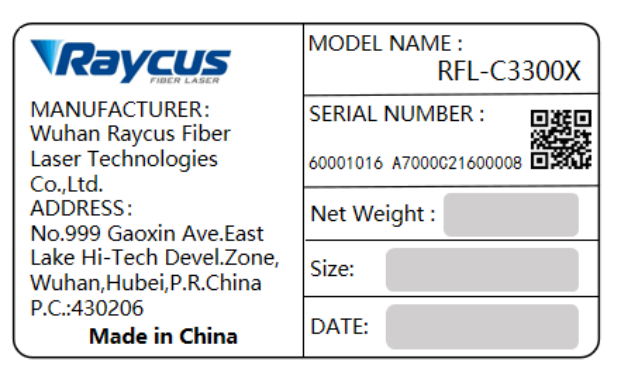 Raycus
FIBER LASER
MANUFACTURER:
Wuhan Raycus Fiber
Laser Technologies
Co.,Ltd.
ADDRESS:
No.999 Gaoxin Ave.East
Lake Hi-Tech Devel.Zone,
Wuhan,Hubei,P.R.China
P.C.:430206
Made in China
MODEL NAME :
RFL-C3300X
SERIAL NUMBER :
60001016 A7000C21600008
Net Weight :
Size:
DATE: